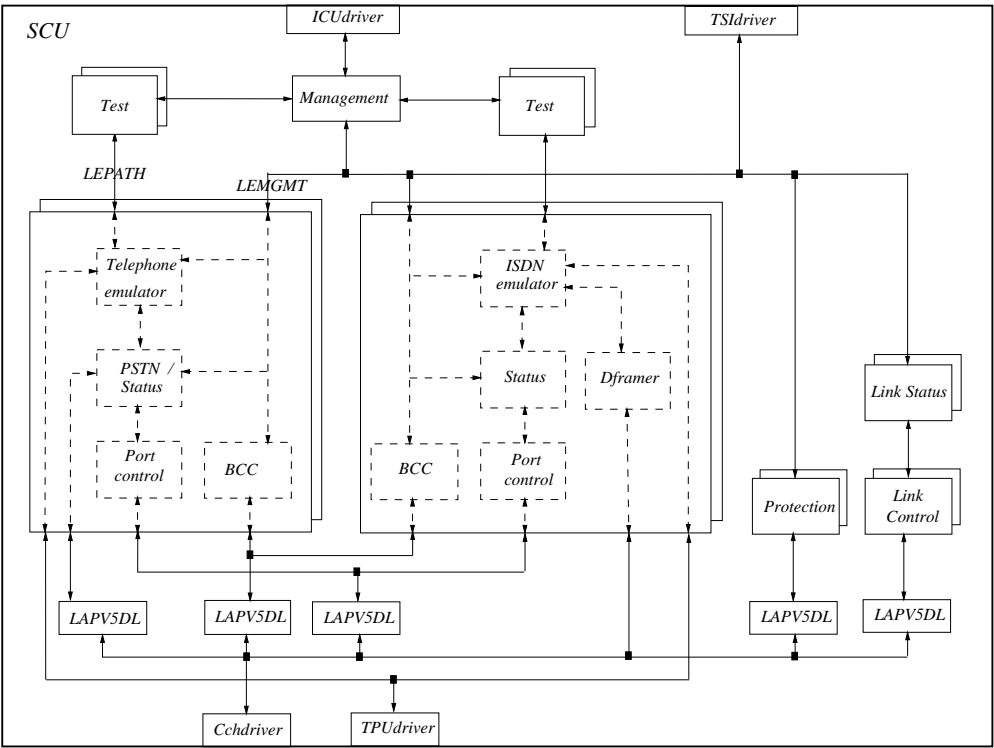 SCU
ICUdriver
TSIdriver
Test
Management
Test
LEPATH
LEMGMT
Telephone
emulator
ISDN
emulator
PSTN /
Status
Status
Dframer
Link Status
Port
control
BCC
BCC
Port
control
Protection
Link
Control
LAPV5DL
LAPV5DL
LAPV5DL
LAPV5DL
LAPV5DL
Cchdriver
TPUdriver